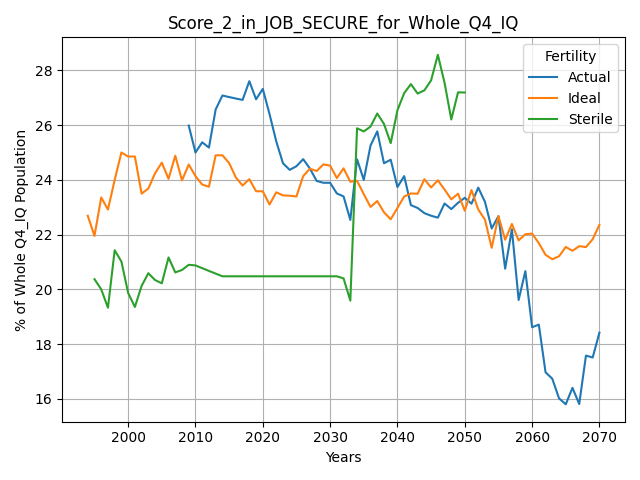 Score_2_in_JOB_SECURE_for_Whole_Q4_IQ
% of Whole Q4_IQ Population
28
26
24
22
20
18
16
Fertility
Actual
Ideal
Sterile
2000 2010 2020 2030 2040 2050 2060 2070
Years